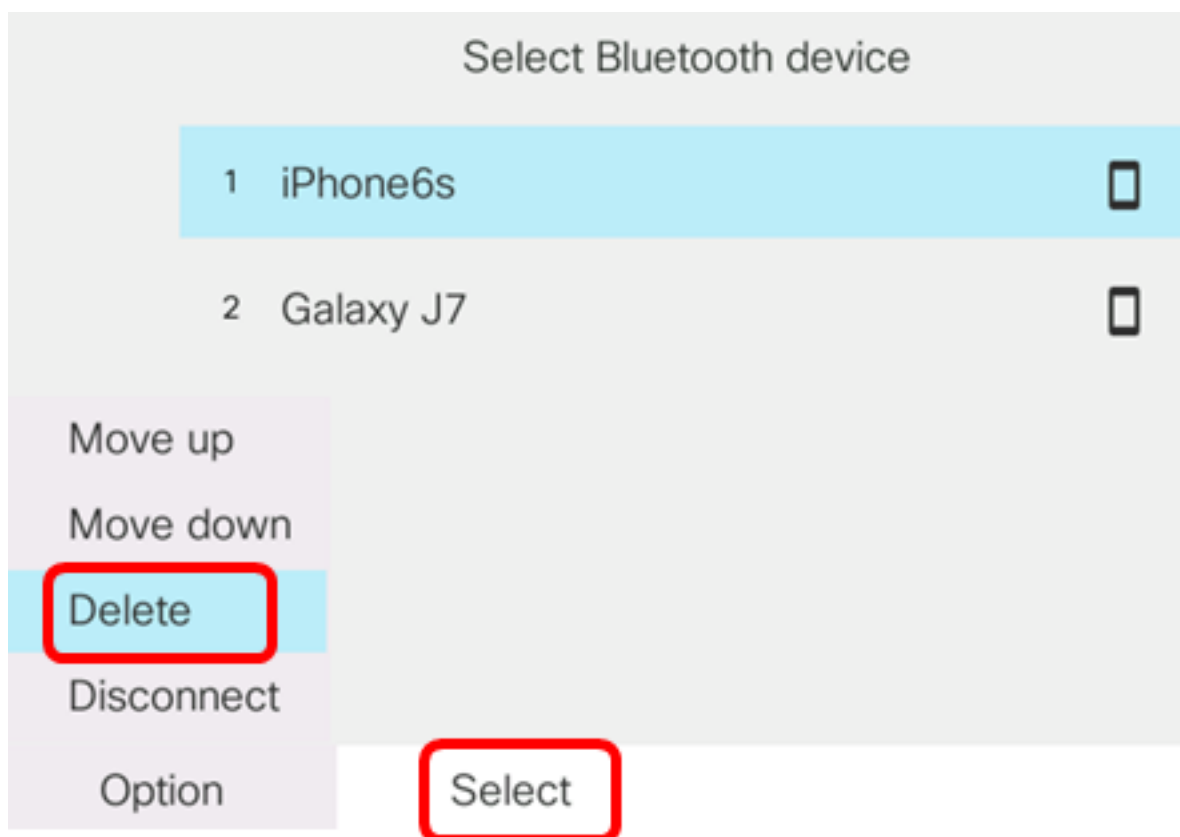 Select Bluetooth device
1 iPhone6s
2 Galaxy J7
Move up
Move down
Delete
Disconnect
Option Select